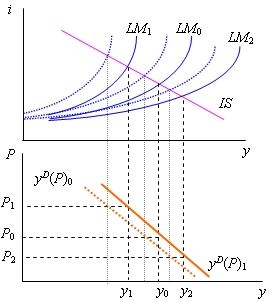 i
LM₁ LM₀
LM₂
IS
y
P
yᴰ(P)₀
P₁
P₀
P₂
yᴰ(P)₁
y₁ y₀ y₂ y